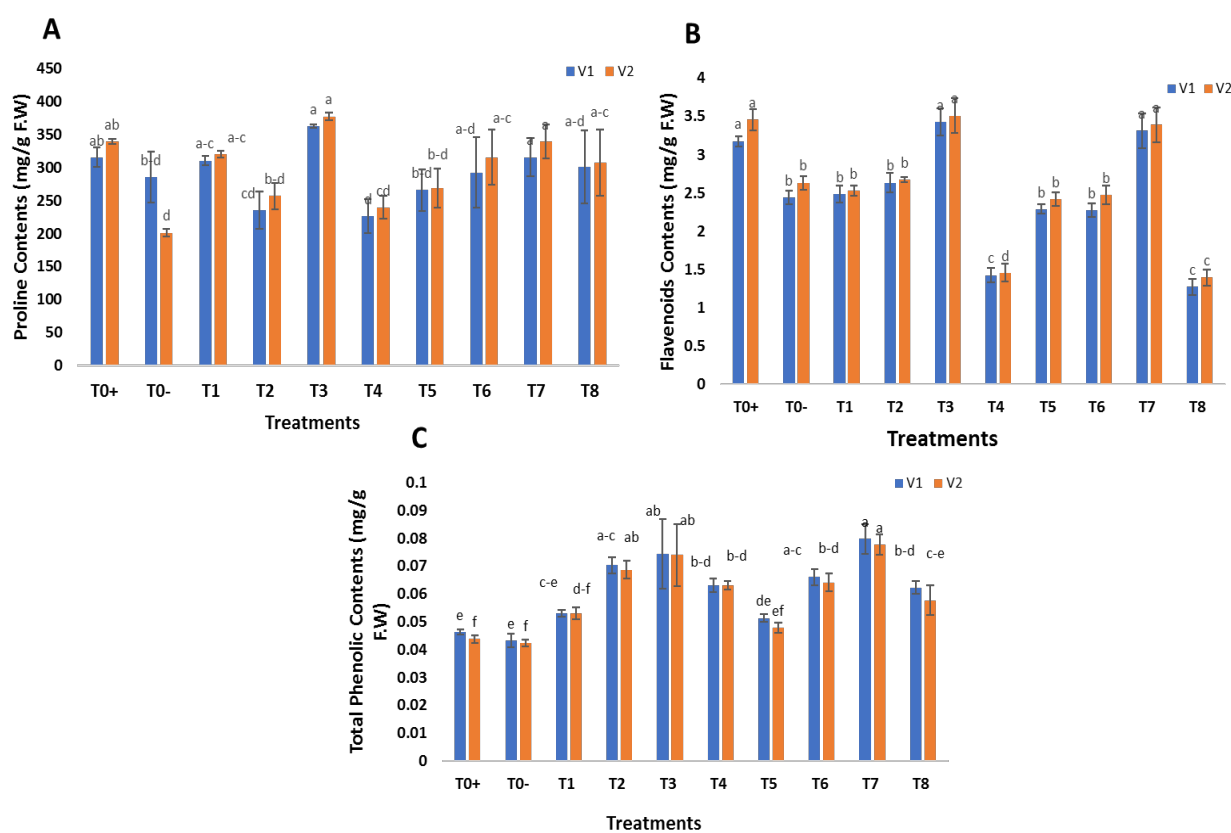 A
Proline Contents (mg/g F.W)
450
400
350
300
250
200
150
100
50
0
V1 V2
ab ab b-d d a-c a-c cd b-d a a d cd b-d b-d a-d a-c a a a-d a-c
T0+ T0- T1 T2 T3 T4 T5 T6 T7 T8
Treatments
B
Flavenoids Contents (mg/g F.W)
4
3.5
3
2.5
2
1.5
1
0.5
0
V1 V2
a a b b b b b b a a c d b b b b a a c c
T0+ T0- T1 T2 T3 T4 T5 T6 T7 T8
Treatments
C
Total Phenolic Contents (mg/g
F.W)
0.1
0.09
0.08
0.07
0.06
0.05
0.04
0.03
0.02
0.01
0
V1 V2
e f e f c-e d-f a-c ab ab ab b-d b-d de ef a-c b-d a a b-d c-e
T0+ T0- T1 T2 T3 T4 T5 T6 T7 T8
Treatments